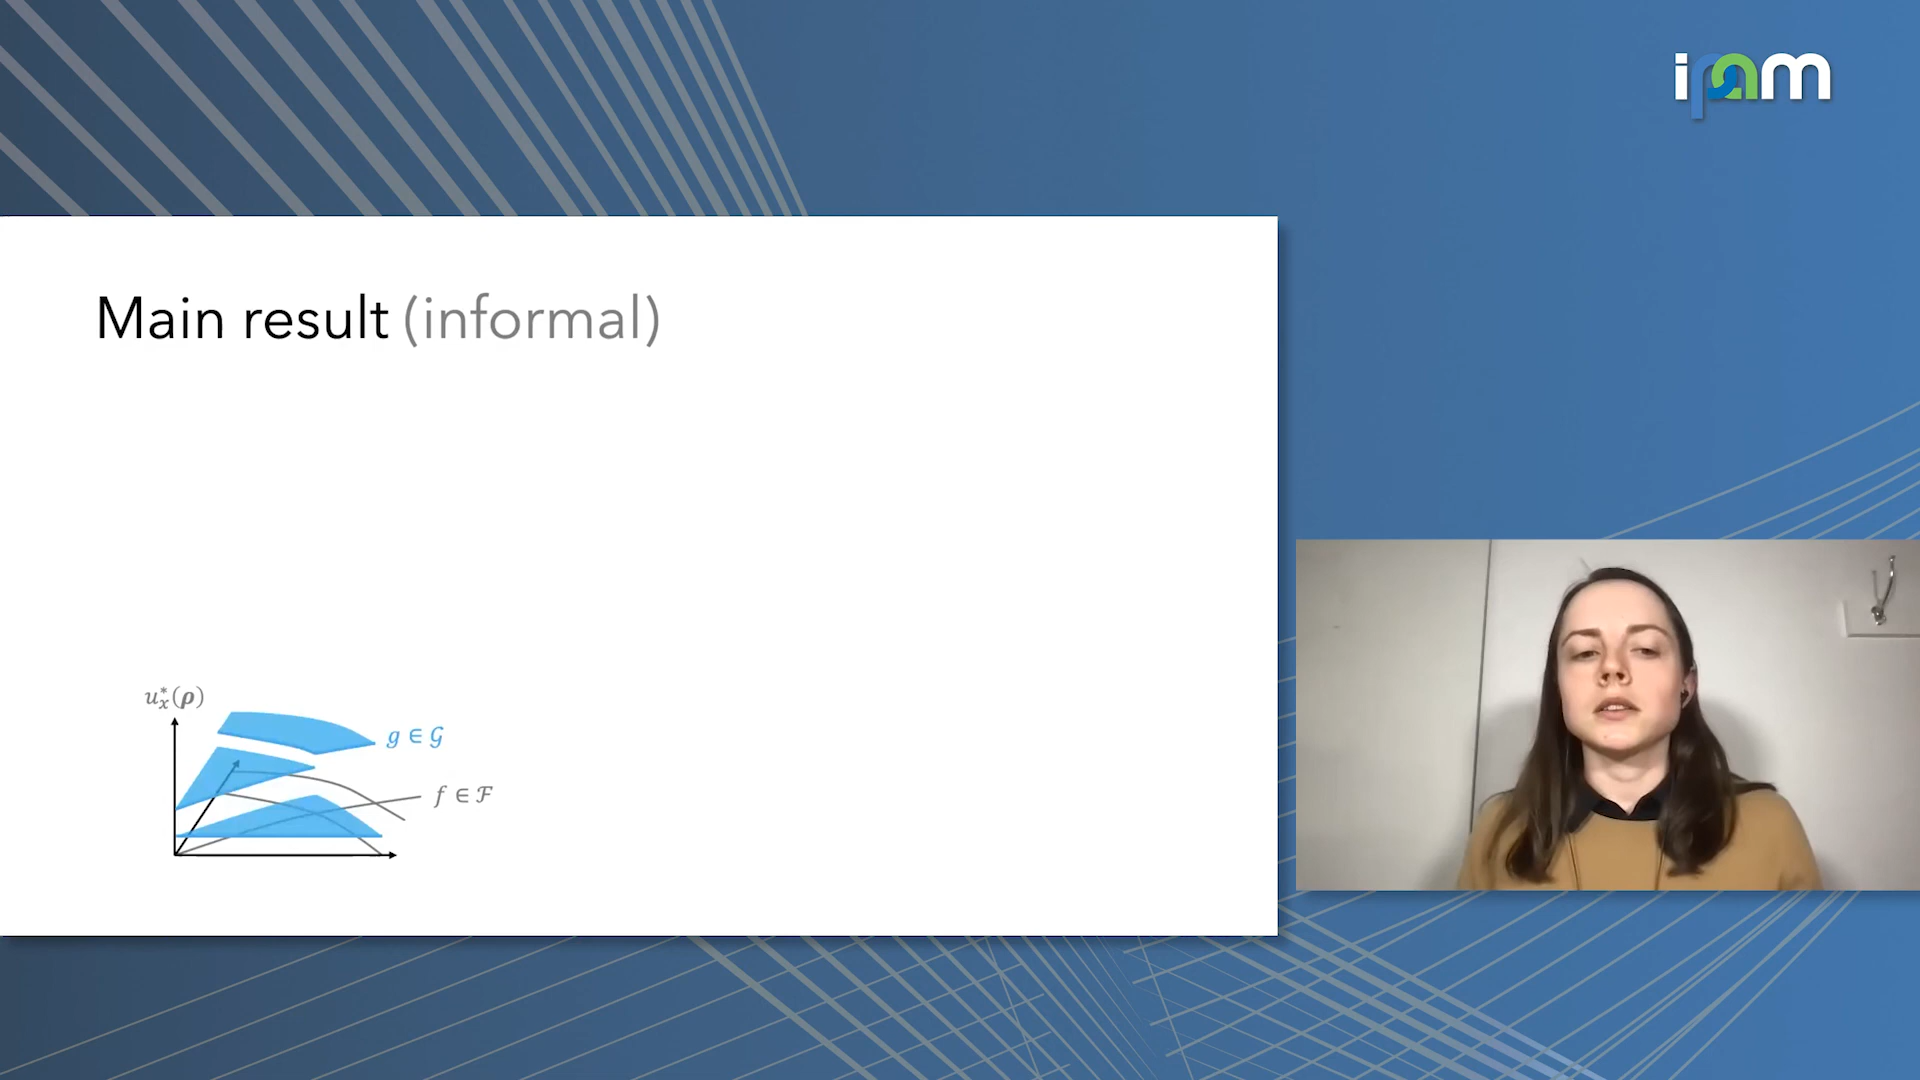 ipam
Main result (informal)
u*ₓ(ρ)
g ∈ 𝒢
f ∈ ℱ